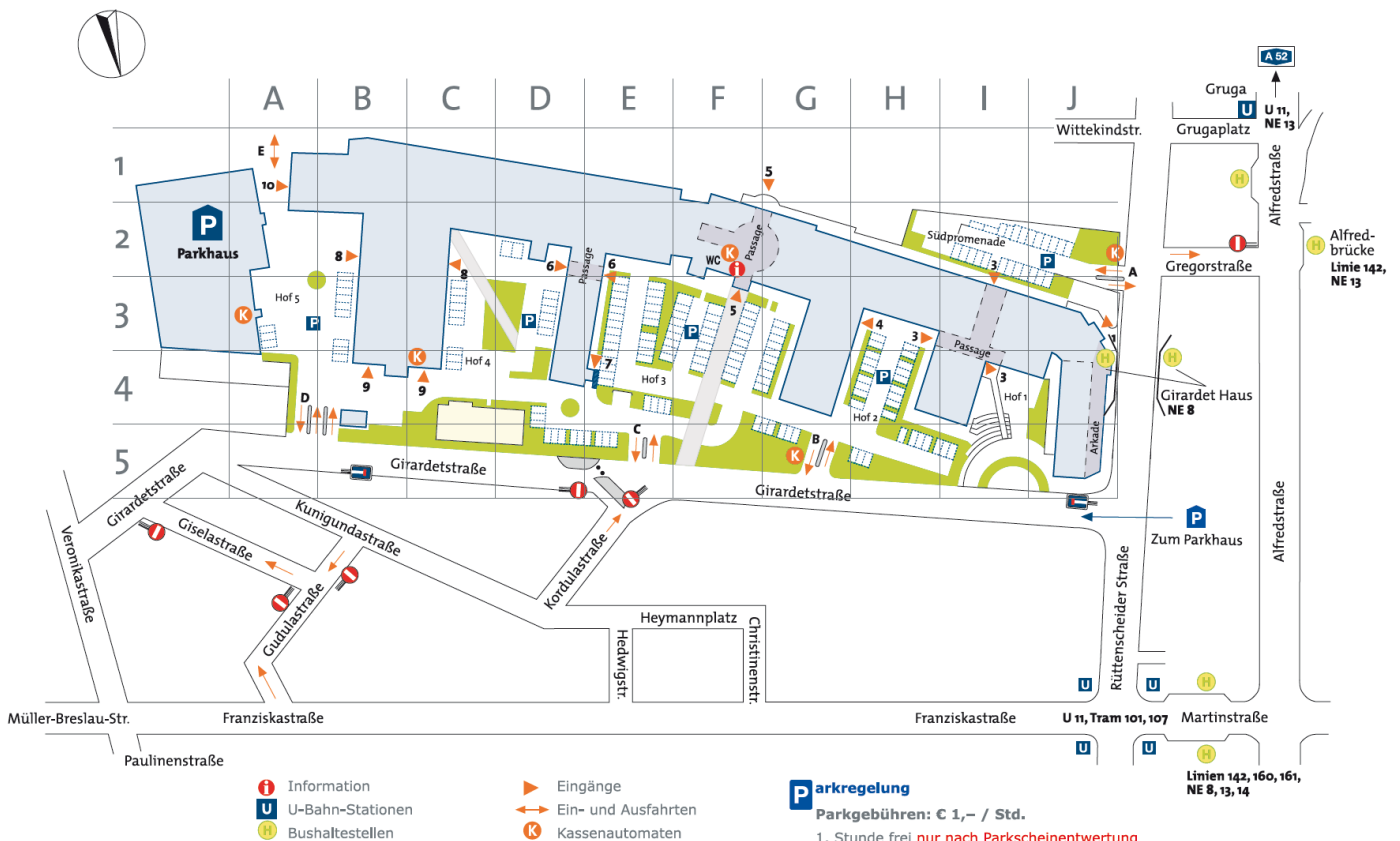 A 52
Gruga
U
U 11,
NE 13
A B C D E F G H I J
Wittekindstr.
Grugaplatz
Alfredstraße
E
1
10
5
H
P
Parkhaus
2
8
8
6
Passage
6
WC
K
i
Passage
Südpromenade
3
P
K
A
Gregorstraße
H
Alfred-
brücke
Linie 142,
NE 13
Hof 5
K
P
3
P
P
5
4
3
Passage
1
K
Hof 4
9
9
7
Hof 3
P
Hof 2
3
Hof 1
H
H
Girardet Haus
NE 8
4
D
C
B
K
Arkade
5
Girardetstraße
Girardetstraße
P
Zum Parkhaus
Girardetstraße
Veronikastraße
Giselastraße
Kunigundastraße
Gudulastraße
Kordulastraße
Heymannplatz
Hedwigstr.
Christinenstr.
Rüttenscheider Straße
Alfredstraße
U
U
H
Müller-Breslau-Str.
Franziskastraße
Franziskastraße
U 11, Tram 101, 107
Martinstraße
Paulinenstraße
U
U
H
Linien 142, 160, 161,
NE 8, 13, 14
i Information
U U-Bahn-Stationen
H Bushaltestellen
Eingänge
Ein- und Ausfahrten
K Kassenautomaten
Parkregelung
Parkgebühren: € 1,– / Std.
1. Stunde frei nur nach Parkscheinentwertung